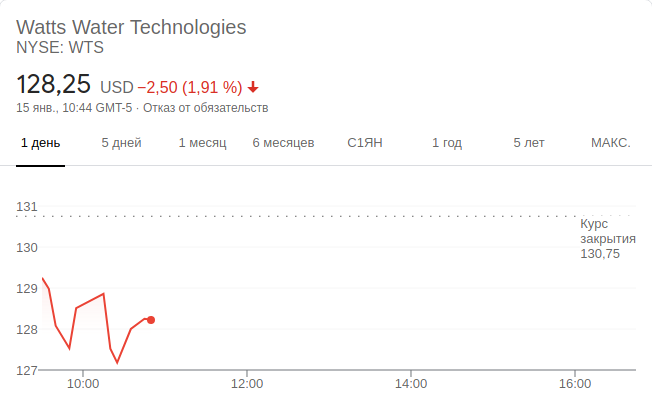 Watts Water Technologies
NYSE: WTS
128,25 USD −2,50 (1,91 %)
15 янв., 10:44 GMT-5 · Отказ от обязательств
1 день 5 дней 1 месяц 6 месяцев С1ЯН 1 год 5 лет МАКС.
131
Курс
закрытия
130,75
130
129
128
127
10:00 12:00 14:00 16:00